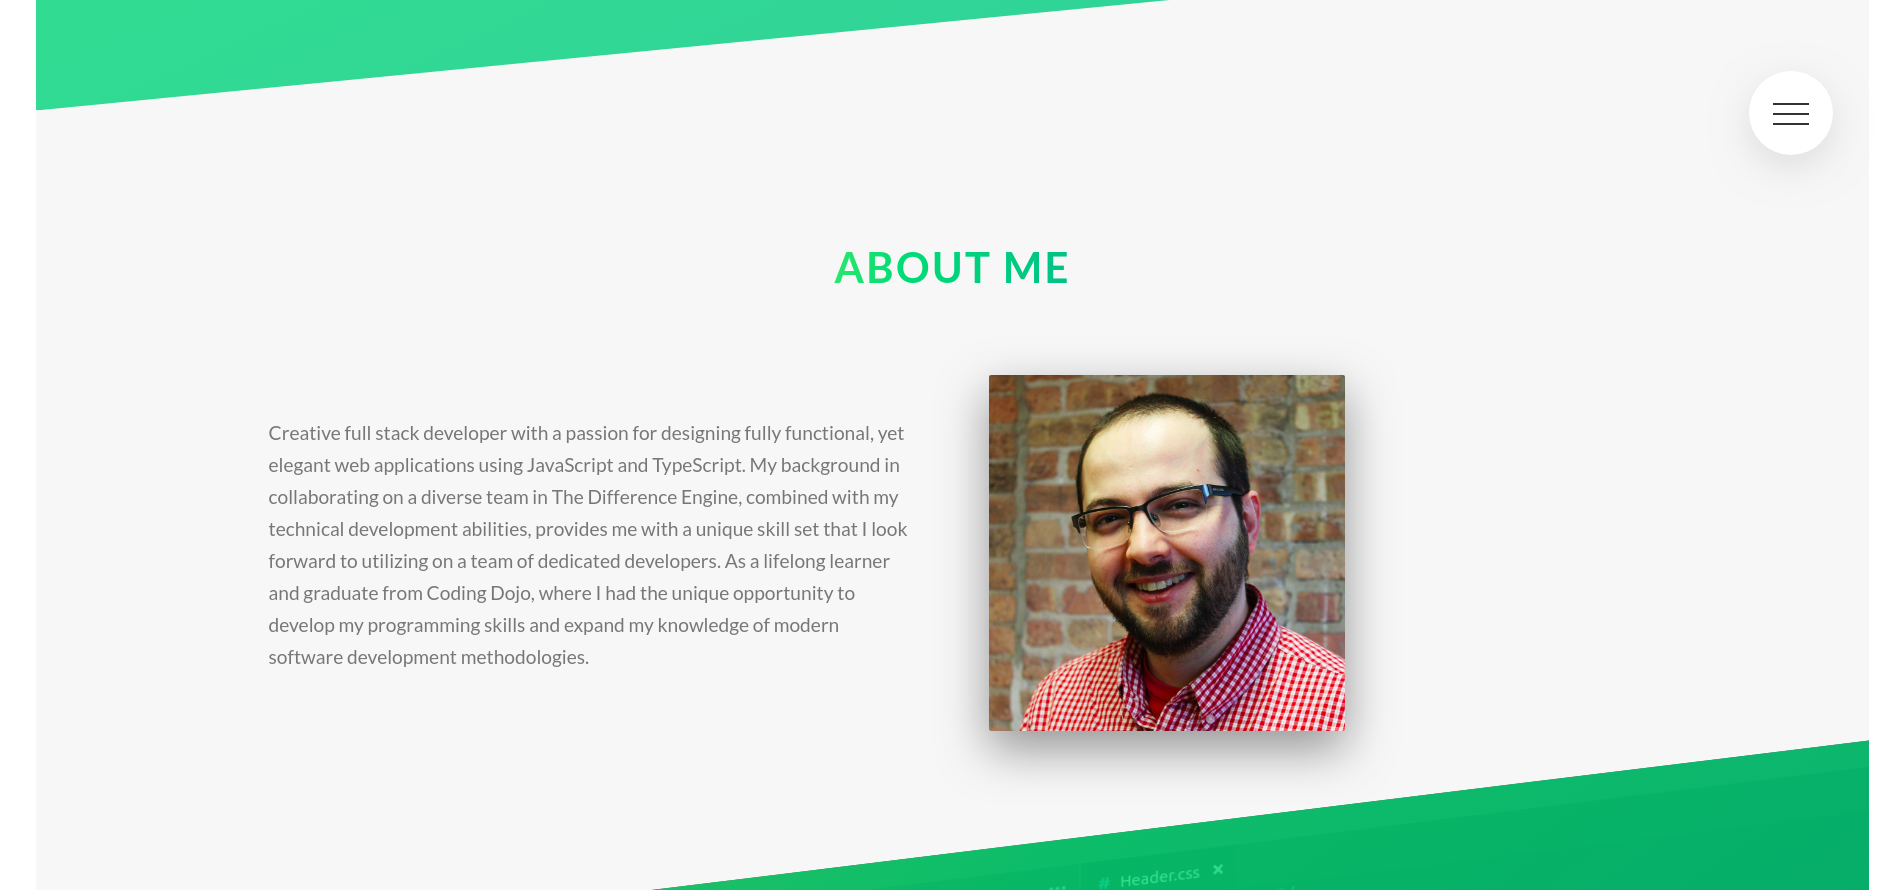 ABOUT ME
Creative full stack developer with a passion for designing fully functional, yet
elegant web applications using JavaScript and TypeScript. My background in
collaborating on a diverse team in The Difference Engine, combined with my
technical development abilities, provides me with a unique skill set that I look
forward to utilizing on a team of dedicated developers. As a lifelong learner
and graduate from Coding Dojo, where I had the unique opportunity to
develop my programming skills and expand my knowledge of modern
software development methodologies.
# Header.css ×